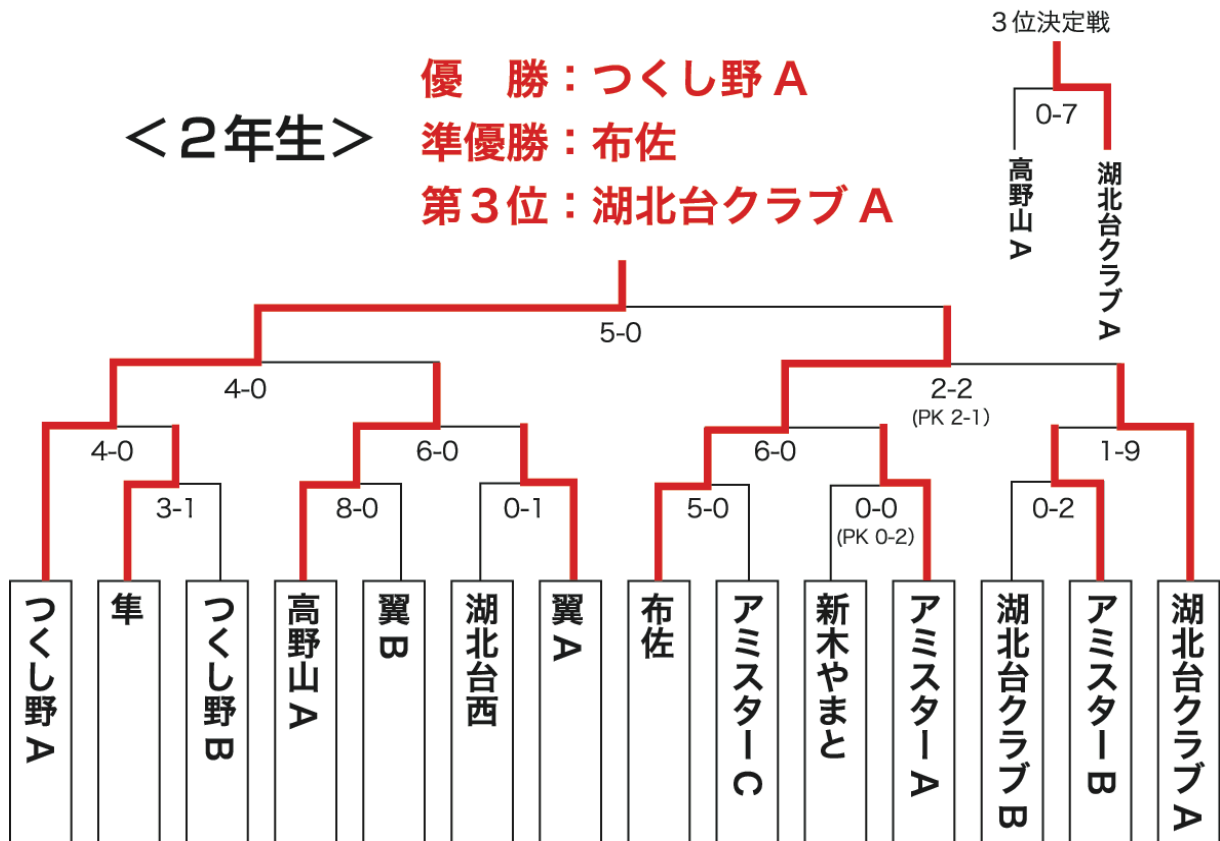 3位決定戦
0-7
高野山A
湖北台クラブA
＜2年生＞
優　勝：つくし野A
準優勝：布佐
第3位：湖北台クラブA
5-0
4-0
2-2
(PK 2-1)
4-0
6-0
6-0
1-9
3-1
8-0
0-1
5-0
0-0
(PK 0-2)
0-2
つくし野A
隼
つくし野B
高野山A
翼B
湖北台西
翼A
布佐
アミスターC
新木やまと
アミスターA
湖北台クラブB
アミスターB
湖北台クラブA